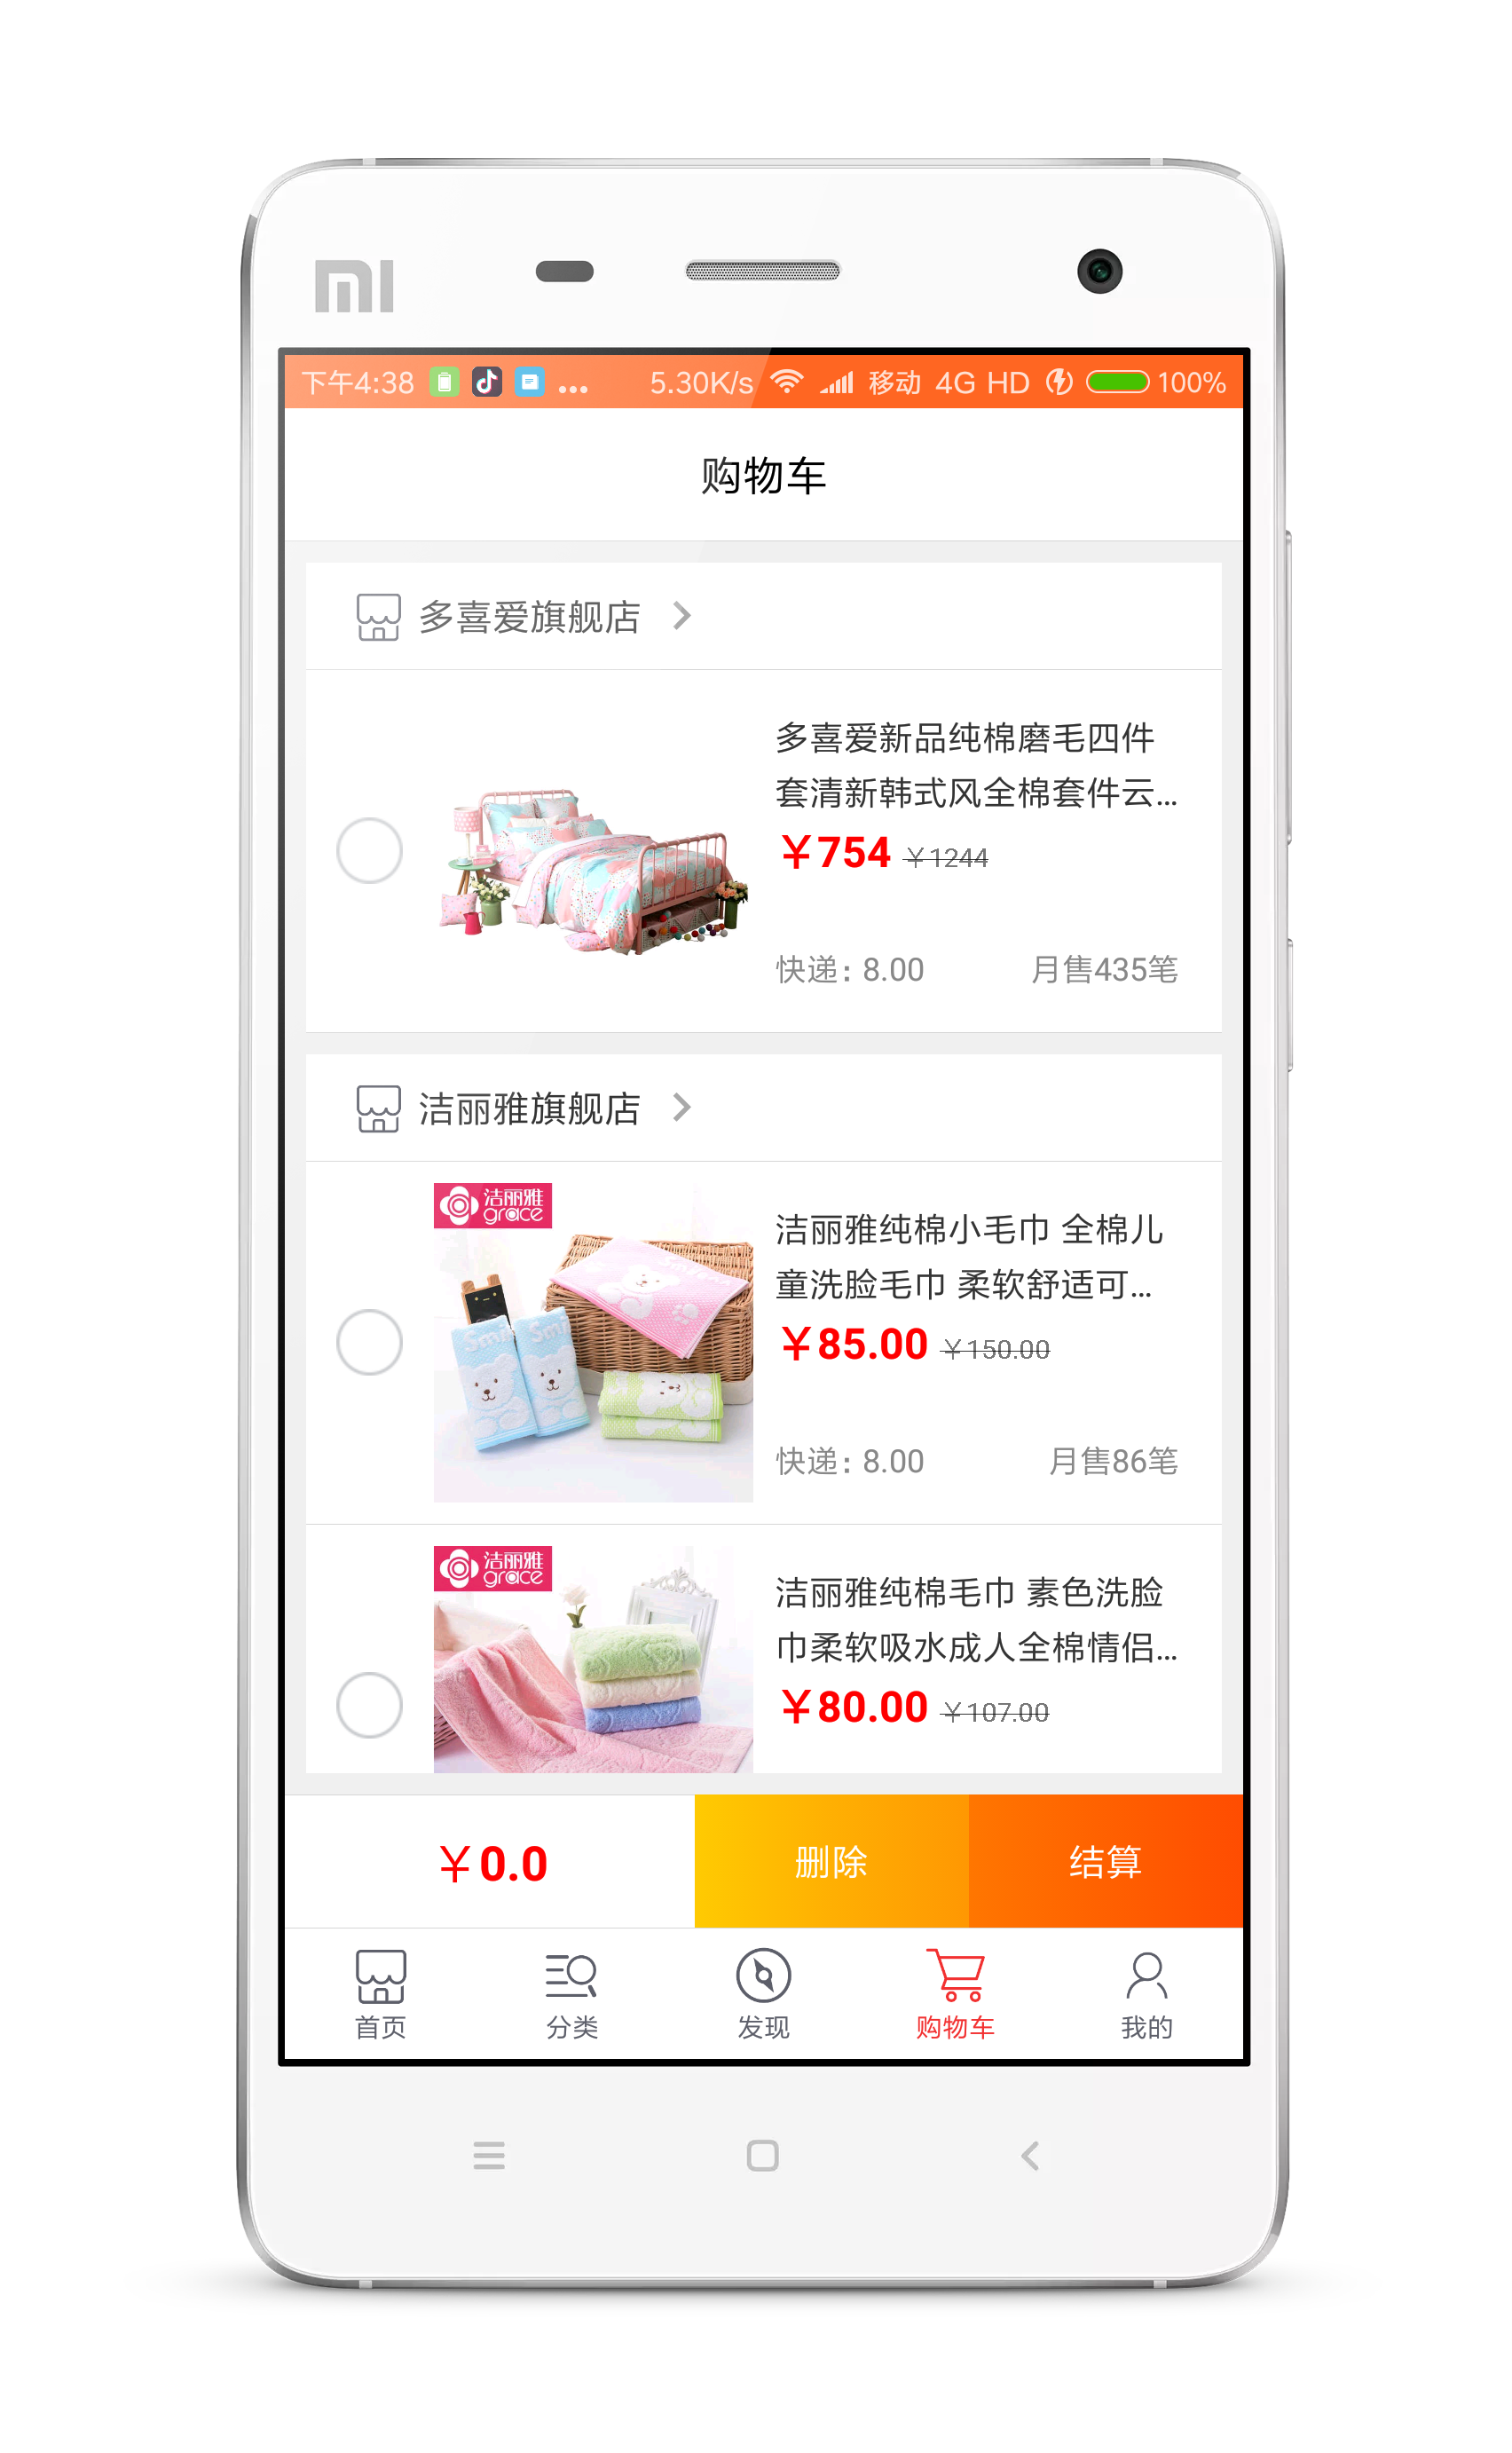 MI
下午4:38 ... 5.30K/s 移动 4G HD 100%
购物车
多喜爱旗舰店
多喜爱新品纯棉磨毛四件
套清新韩式风全棉套件云...
￥754 ￥1244
快递: 8.00 月售435笔
洁丽雅旗舰店
洁丽雅
grace
洁丽雅纯棉小毛巾 全棉儿
童洗脸毛巾 柔软舒适可...
￥85.00 ￥150.00
快递: 8.00 月售86笔
洁丽雅
grace
洁丽雅纯棉毛巾 素色洗脸
巾柔软吸水成人全棉情侣...
￥80.00 ￥107.00
￥0.0 删除 结算
首页 分类 发现 购物车 我的